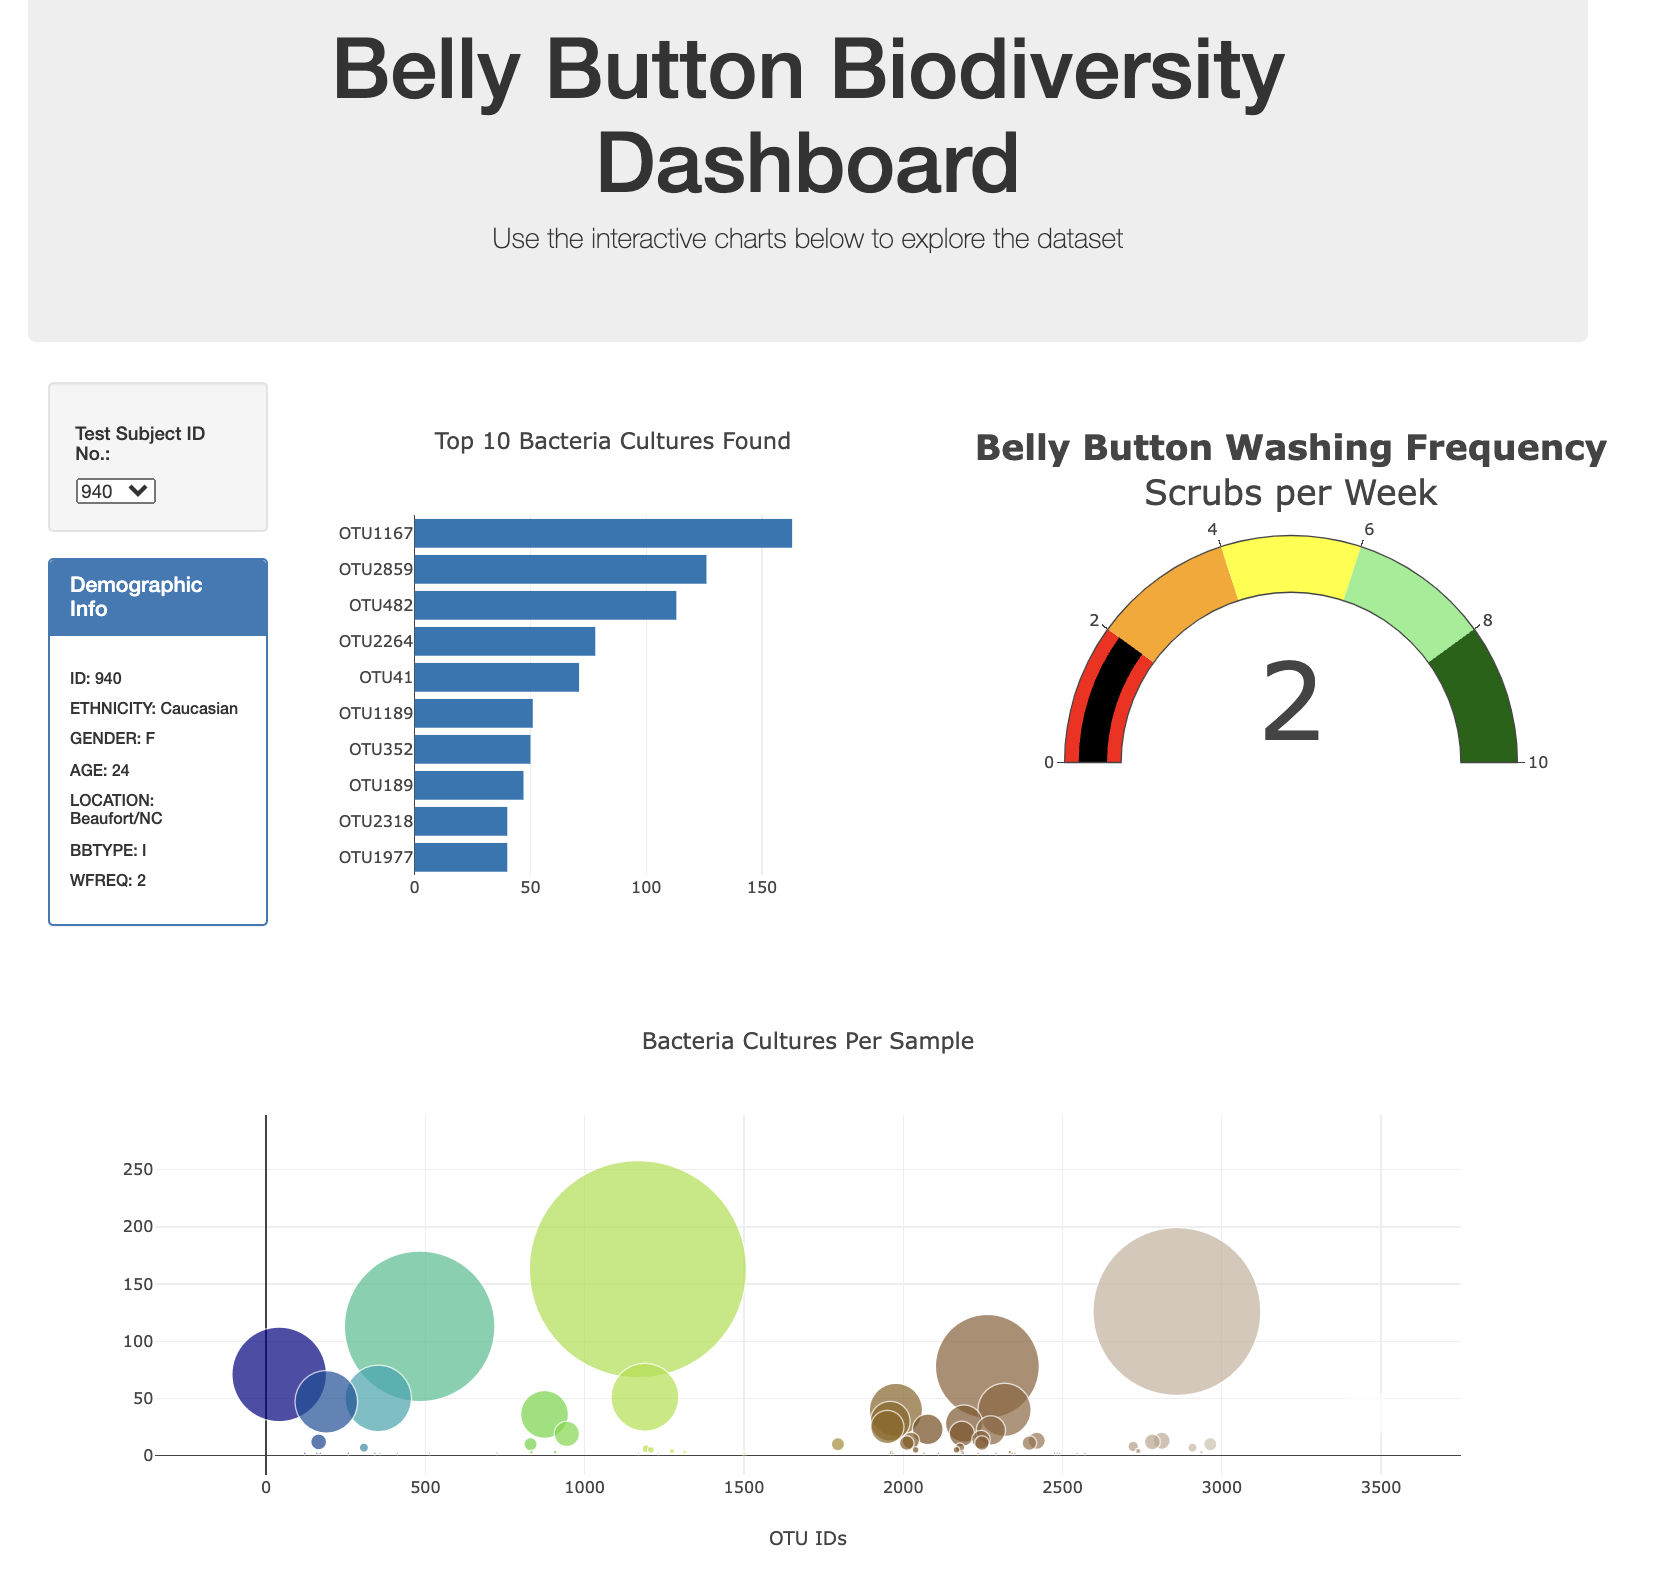 Belly Button Biodiversity
Dashboard
Use the interactive charts below to explore the dataset
Test Subject ID
No.:
940
Demographic
Info
ID: 940
ETHNICITY: Caucasian
GENDER: F
AGE: 24
LOCATION:
Beaufort/NC
BBTYPE: I
WFREQ: 2
Top 10 Bacteria Cultures Found
OTU1167
OTU2859
OTU482
OTU2264
OTU41
OTU1189
OTU352
OTU189
OTU2318
OTU1977
0 50 100 150
Belly Button Washing Frequency
Scrubs per Week
4 6
2 8
2
0 10
Bacteria Cultures Per Sample
250
200
150
100
50
0
0 500 1000 1500 2000 2500 3000 3500
OTU IDs